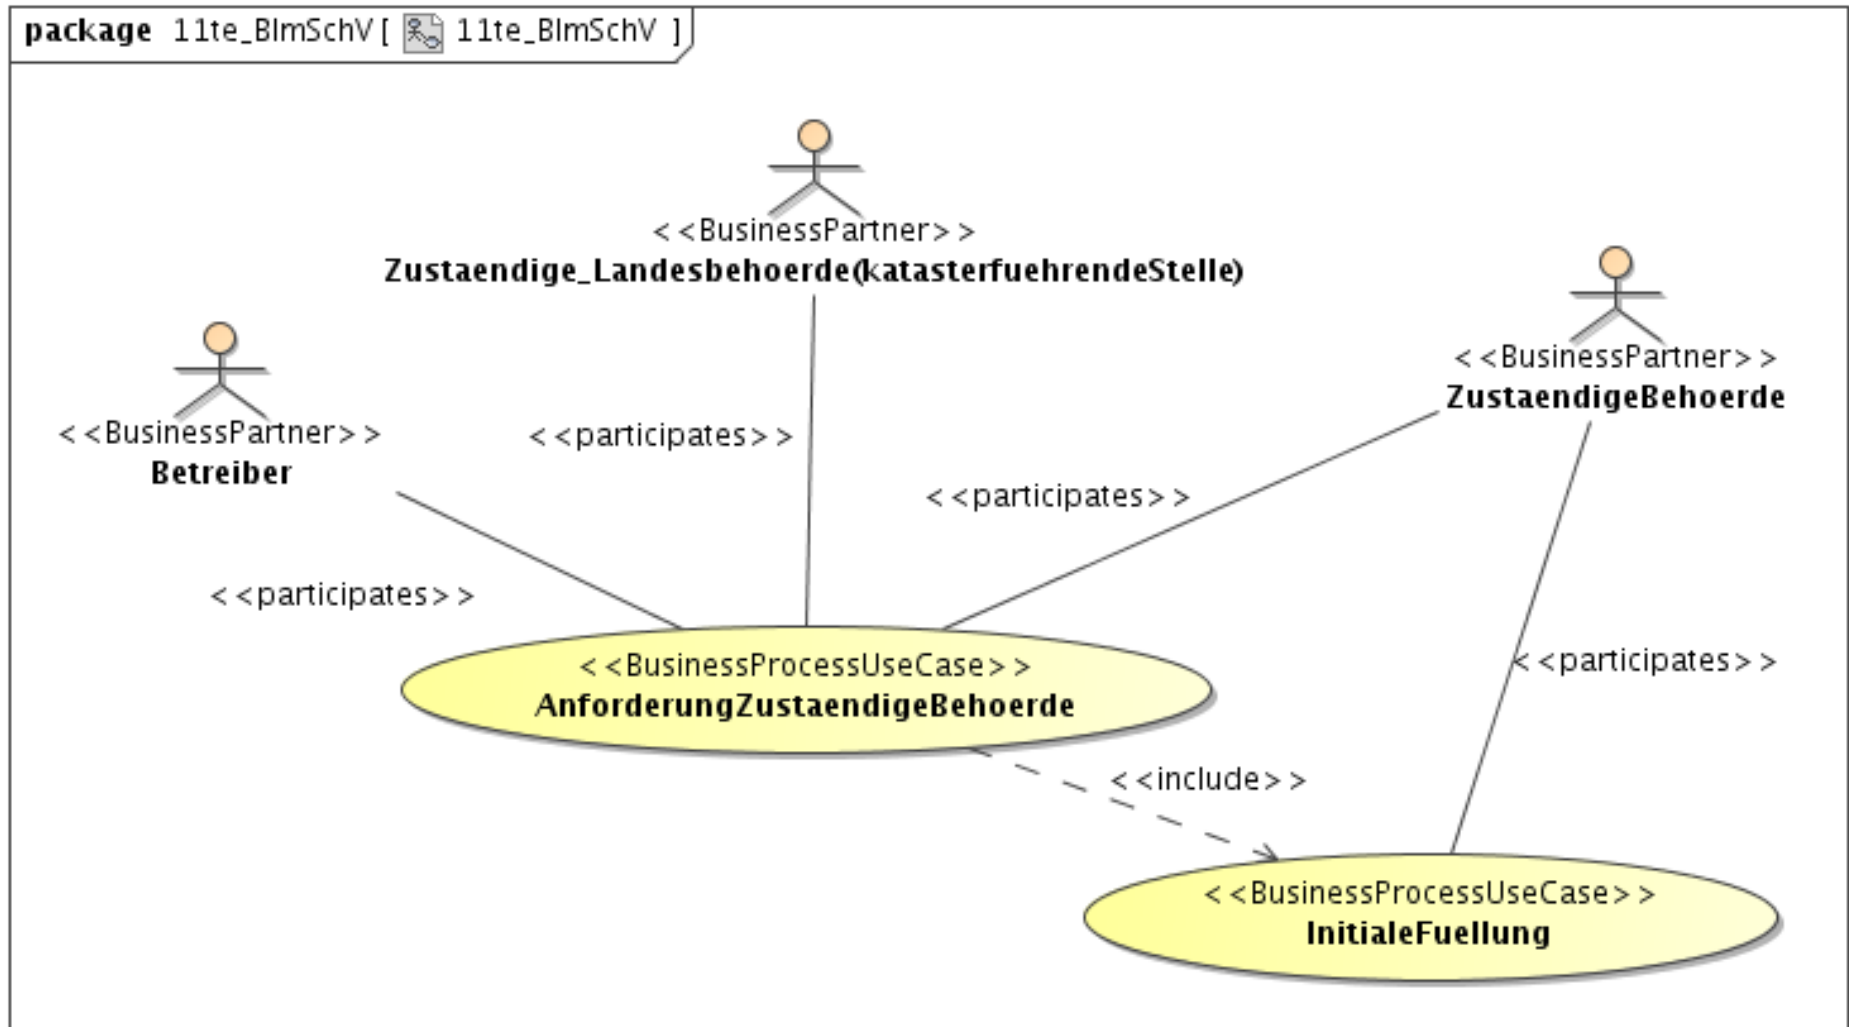 package 11te_BImSchV [ 11te_BImSchV ]
<<BusinessPartner>>
Zustaendige_Landesbehoerde(katasterfuehrendeStelle)
<<BusinessPartner>>
ZustaendigeBehoerde
<<BusinessPartner>>
Betreiber
<<participates>>
<<participates>>
<<participates>>
<<participates>>
<<BusinessProcessUseCase>>
AnforderungZustaendigeBehoerde
<<include>>
<<BusinessProcessUseCase>>
InitialeFuellung